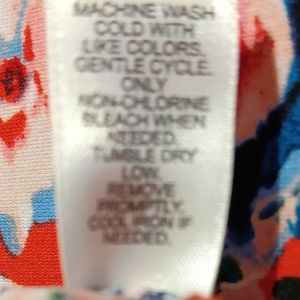 MACHINE WASH
COLD WITH
LIKE COLORS.
GENTLE CYCLE.
ONLY
NON-CHLORINE
BLEACH WHEN
NEEDED.
TUMBLE DRY
LOW.
REMOVE
PROMPTLY.
COOL IRON IF
NEEDED.